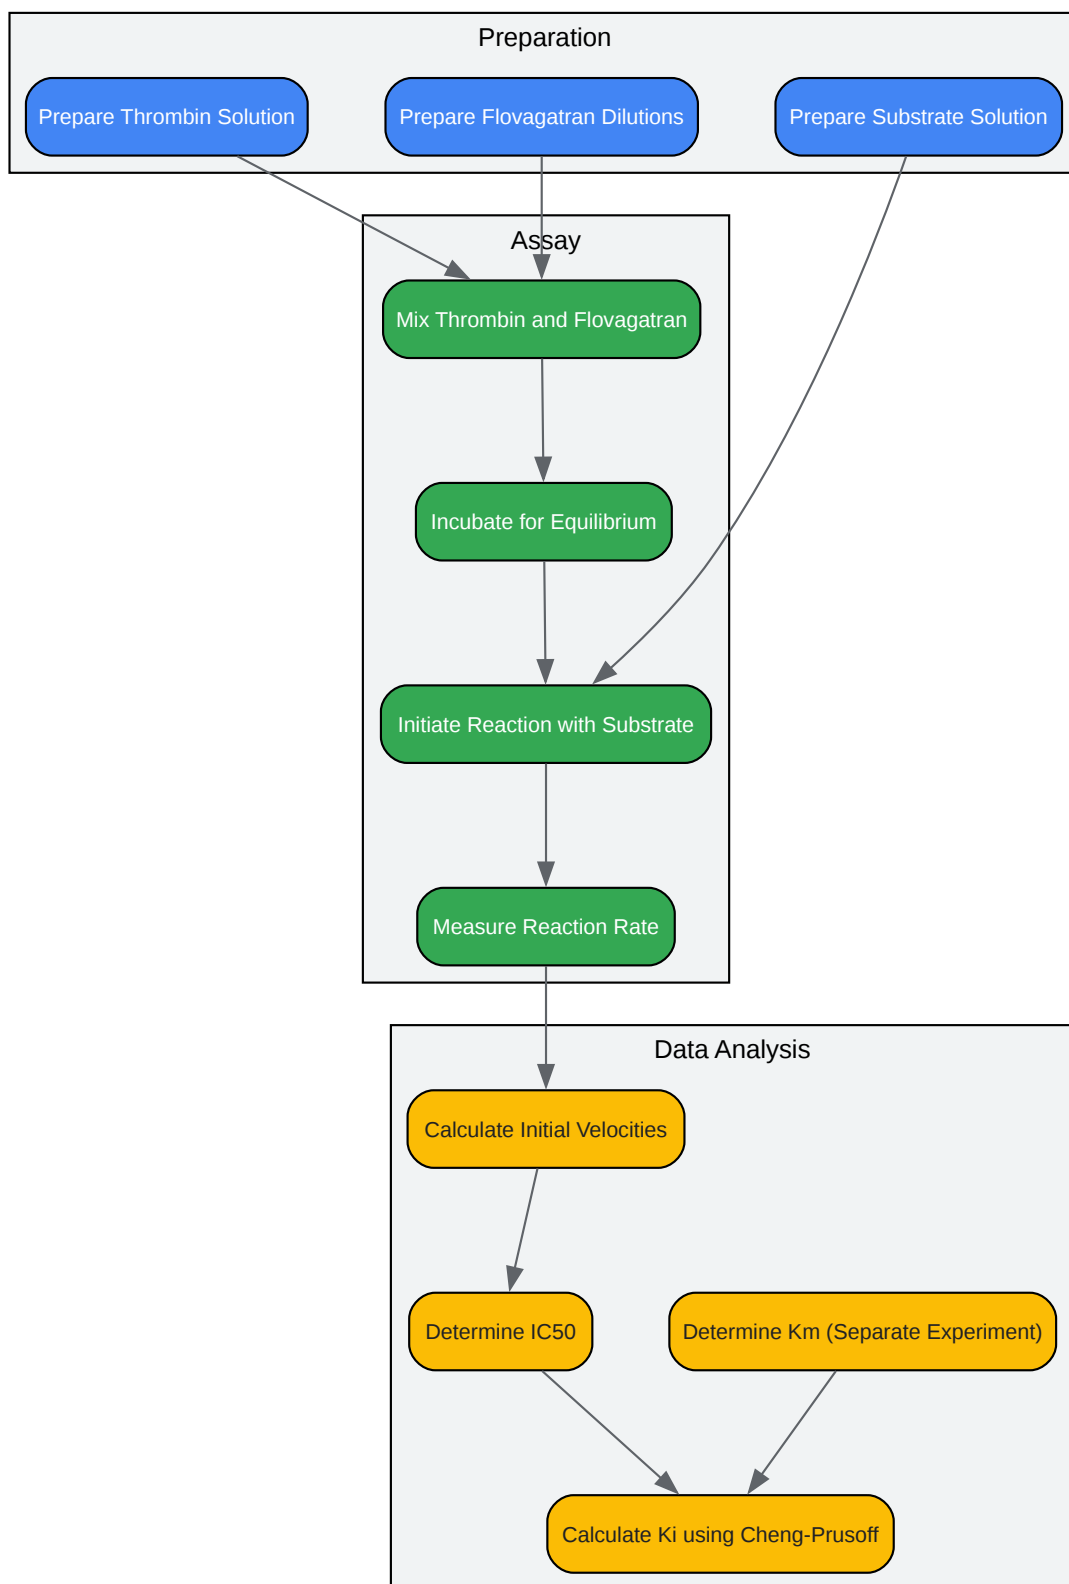 Preparation
Prepare Thrombin Solution
Prepare Flovagatran Dilutions
Prepare Substrate Solution
Assay
Mix Thrombin and Flovagatran
Incubate for Equilibrium
Initiate Reaction with Substrate
Measure Reaction Rate
Data Analysis
Calculate Initial Velocities
Determine IC50
Determine Km (Separate Experiment)
Calculate Ki using Cheng-Prusoff